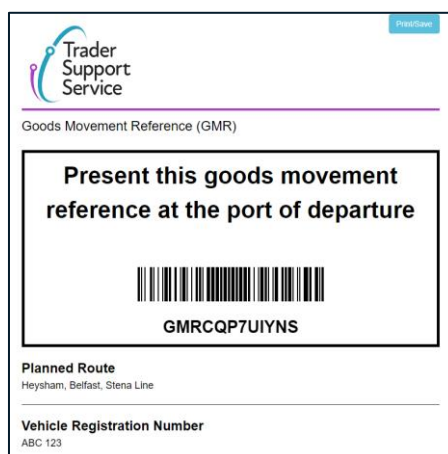 Print/Save
Trader
Support
Service
Goods Movement Reference (GMR)
Present this goods movement
reference at the port of departure
GMRCQP7UIYNS
Planned Route
Heysham, Belfast, Stena Line
Vehicle Registration Number
ABC 123